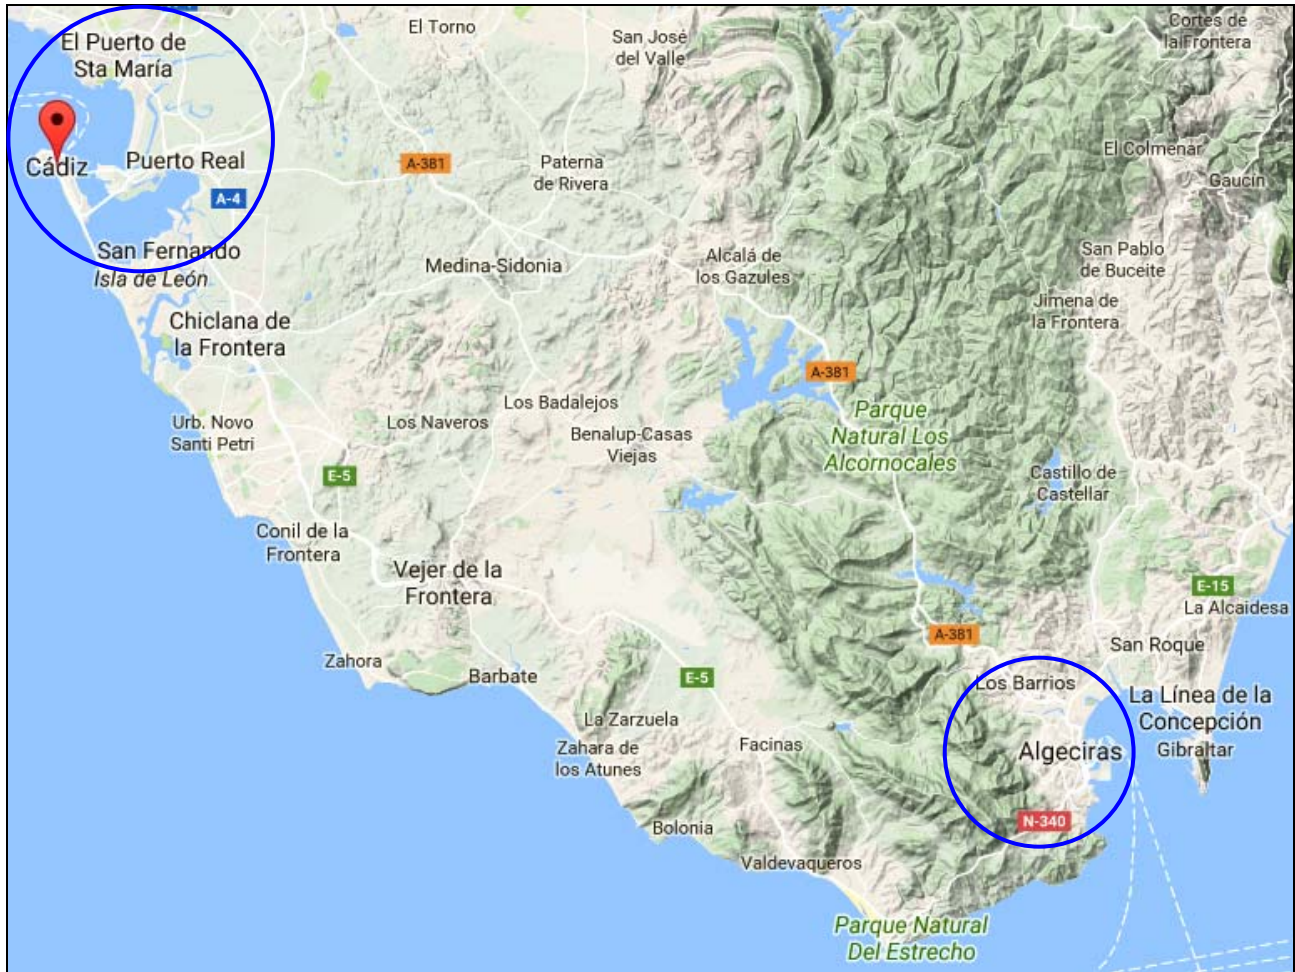 El Torno
Cortes de
la Frontera
San José
del Valle
El Puerto de
Sta María
Cádiz
Puerto Real
A-381
Paterna
de Rivera
El Colmenar
Gaucín
A-4
San Fernando
Isla de León
Medina-Sidonia
Alcalá de
los Gazules
San Pablo
de Buceite
Jimena de
la Frontera
Chiclana de
la Frontera
A-381
Los Badalejos
Parque
Natural Los
Alcornocales
Urb. Novo
Santi Petri
Los Naveros
Benalup-Casas
Viejas
E-5
Castillo de
Castellar
Conil de la
Frontera
Vejer de la
Frontera
E-15
La Alcaidesa
A-381
San Roque
Zahora
Barbate
E-5
Los Barrios
La Línea de la
Concepción
La Zarzuela
Zahara de
los Atunes
Facinas
Algeciras
Gibraltar
Bolonia
N-340
Valdevaqueros
Parque Natural
Del Estrecho